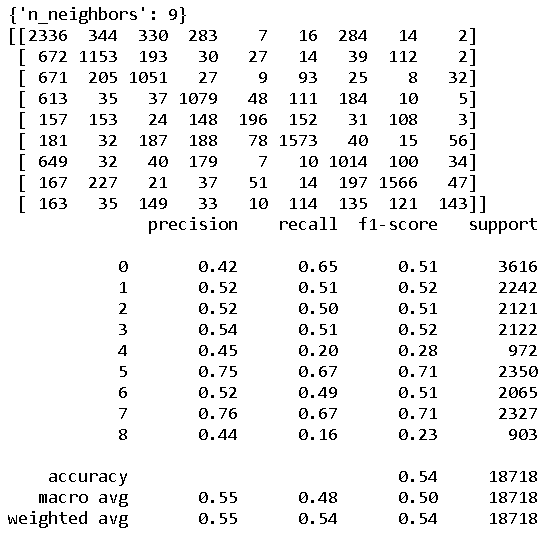 {'n_neighbors': 9}
[[2336 344 330 283 7 16 284 14 2]
[ 672 1153 193 30 27 14 39 112 2]
[ 671 205 1051 27 9 93 25 8 32]
[ 613 35 37 1079 48 111 184 10 5]
[ 157 153 24 148 196 152 31 108 3]
[ 181 32 187 188 78 1573 40 15 56]
[ 649 32 40 179 7 10 1014 100 34]
[ 167 227 21 37 51 14 197 1566 47]
[ 163 35 149 33 10 114 135 121 143]]
precision recall f1-score support
0 0.42 0.65 0.51 3616
1 0.52 0.51 0.52 2242
2 0.52 0.50 0.51 2121
3 0.54 0.51 0.52 2122
4 0.45 0.20 0.28 972
5 0.75 0.67 0.71 2350
6 0.52 0.49 0.51 2065
7 0.76 0.67 0.71 2327
8 0.44 0.16 0.23 903
accuracy 0.54 18718
macro avg 0.55 0.48 0.50 18718
weighted avg 0.55 0.54 0.54 18718